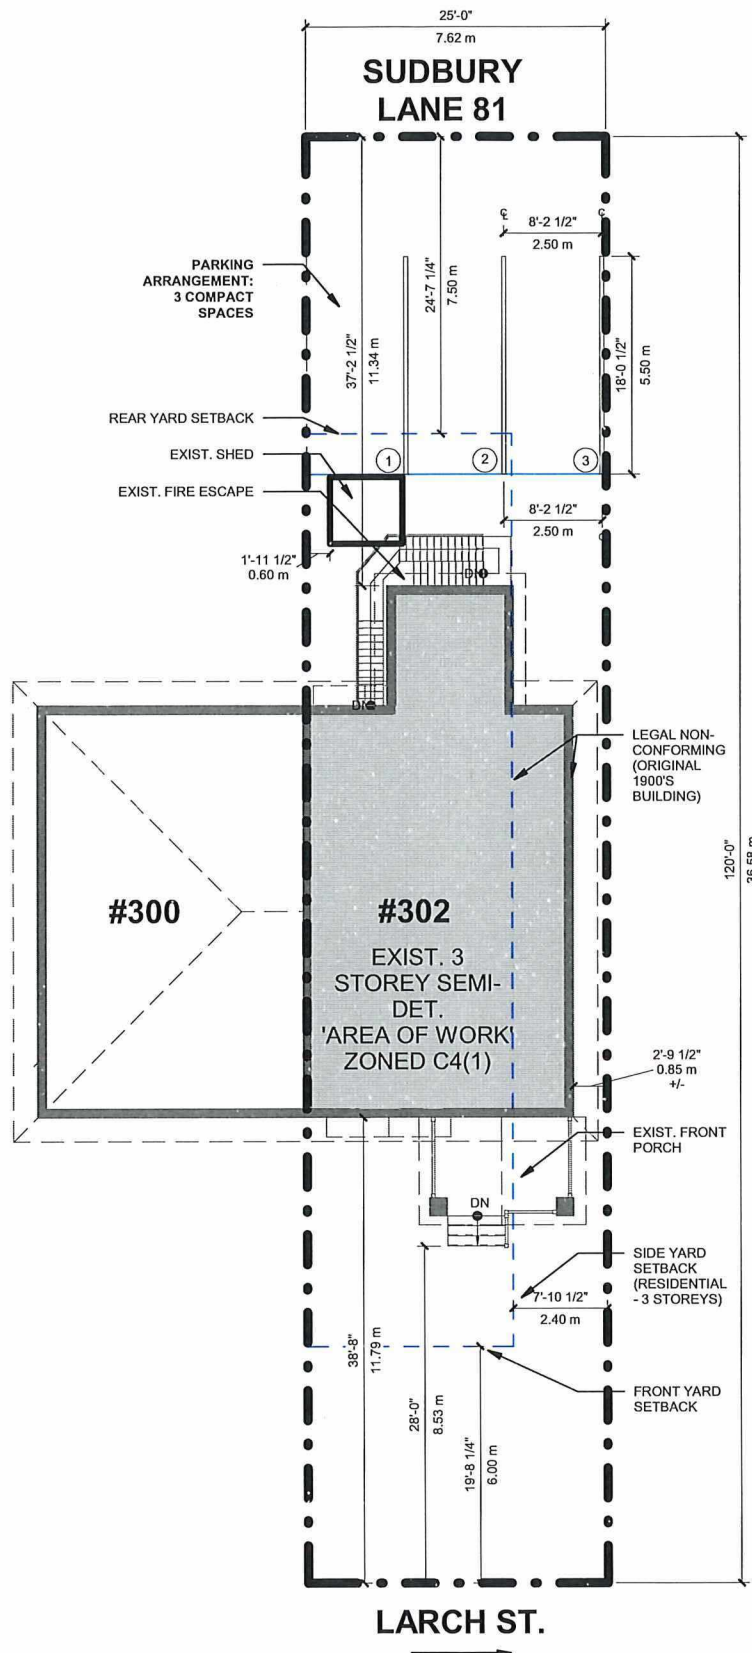 25'-0"
7.62 m
SUDBURY
LANE 81
℄
℄
8'-2 1/2"
2.50 m
PARKING
ARRANGEMENT:
3 COMPACT
SPACES
24'-7 1/4"
7.50 m
37'-2 1/2"
11.34 m
18'-0 1/2"
5.50 m
REAR YARD SETBACK
EXIST. SHED
1
2
3
EXIST. FIRE ESCAPE
8'-2 1/2"
2.50 m
1'-11 1/2"
0.60 m
DN
DN
LEGAL NON-
CONFORMING
(ORIGINAL
1900'S
BUILDING)
120'-0"
36.58 m
#300
#302
EXIST. 3
STOREY SEMI-
DET.
'AREA OF WORK'
ZONED C4(1)
2'-9 1/2"
0.85 m
+/-
EXIST. FRONT
PORCH
DN
SIDE YARD
SETBACK
(RESIDENTIAL
- 3 STOREYS)
7'-10 1/2"
2.40 m
38'-8"
11.79 m
28'-0"
8.53 m
19'-8 1/4"
6.00 m
FRONT YARD
SETBACK
LARCH ST.